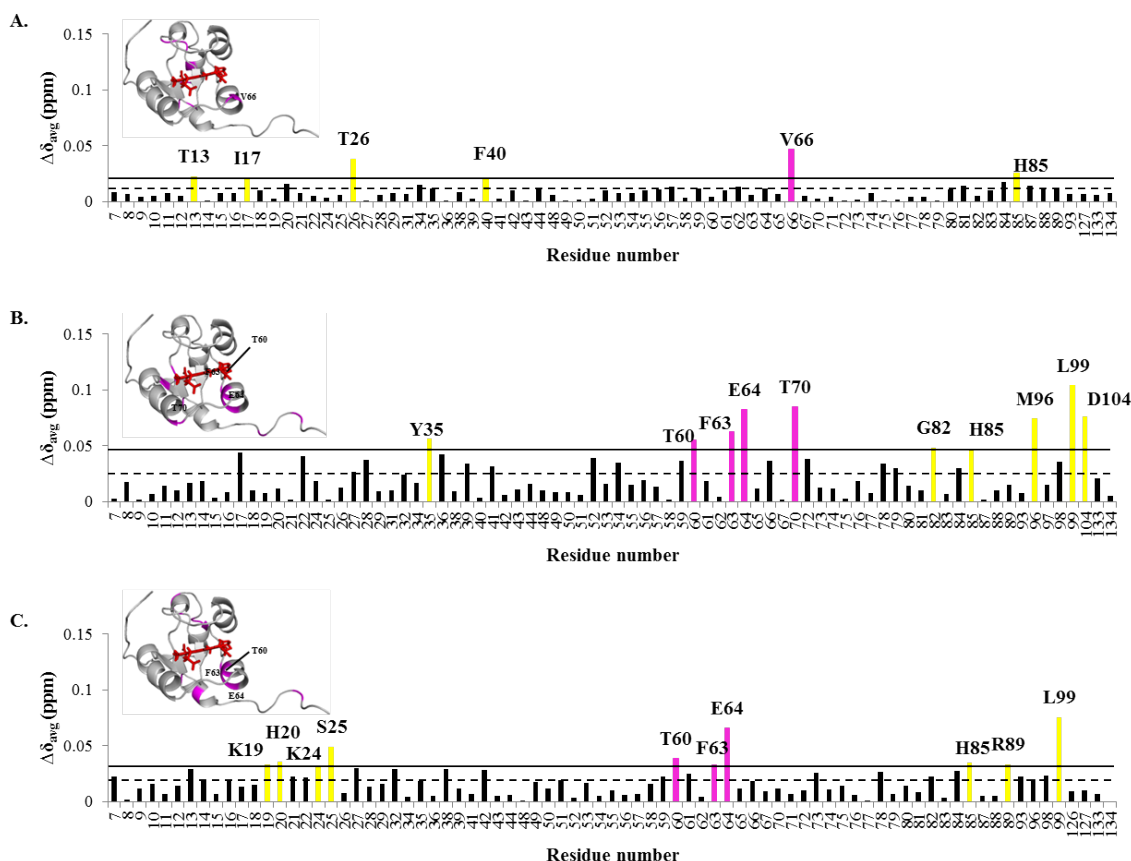 A.
0.15
0.1
0.05
0
Δδavg (ppm)
V66
T13
I17
T26
F40
V66
H85
7 8 9 10 11 12 13 14 15 16 17 18 19 20 22 24 25 26 27 28 29 31 34 35 36 38 39 40 41 42 43 44 48 49 50 51 52 53 54 55 56 57 58 59 60 61 62 63 64 65 66 67 70 71 72 73 74 75 76 77 78 79 80 81 82 83 84 85 87 88 89 93 127 133 134
Residue number
B.
0.15
0.1
0.05
0
Δδavg (ppm)
T60
F63
E64
T70
Y35
T60
F63
E64
T70
G82
H85
M96
L99
D104
7 8 9 10 11 12 13 14 15 16 17 18 19 20 21 22 24 25 26 27 28 29 31 32 34 35 36 38 39 40 41 42 43 44 48 49 50 51 52 53 54 55 56 57 58 59 60 61 62 63 64 65 66 67 70 72 73 74 75 76 77 78 79 80 81 82 83 84 85 87 88 89 93 96 97 98 99 104 133 134
Residue number
C.
0.15
0.1
0.05
0
Δδavg (ppm)
T60
F63
E64
K19
H20
K24
S25
T60
F63
E64
H85
R89
L99
7 8 9 10 11 12 13 14 15 16 17 18 19 20 21 22 24 25 26 27 28 29 32 34 35 36 38 39 41 42 43 44 48 49 50 51 52 53 54 55 56 57 58 59 60 61 62 63 64 65 66 67 70 71 72 73 74 75 76 77 78 79 80 81 82 83 84 85 87 88 89 93 96 98 99 126 127 133 134
Residue number